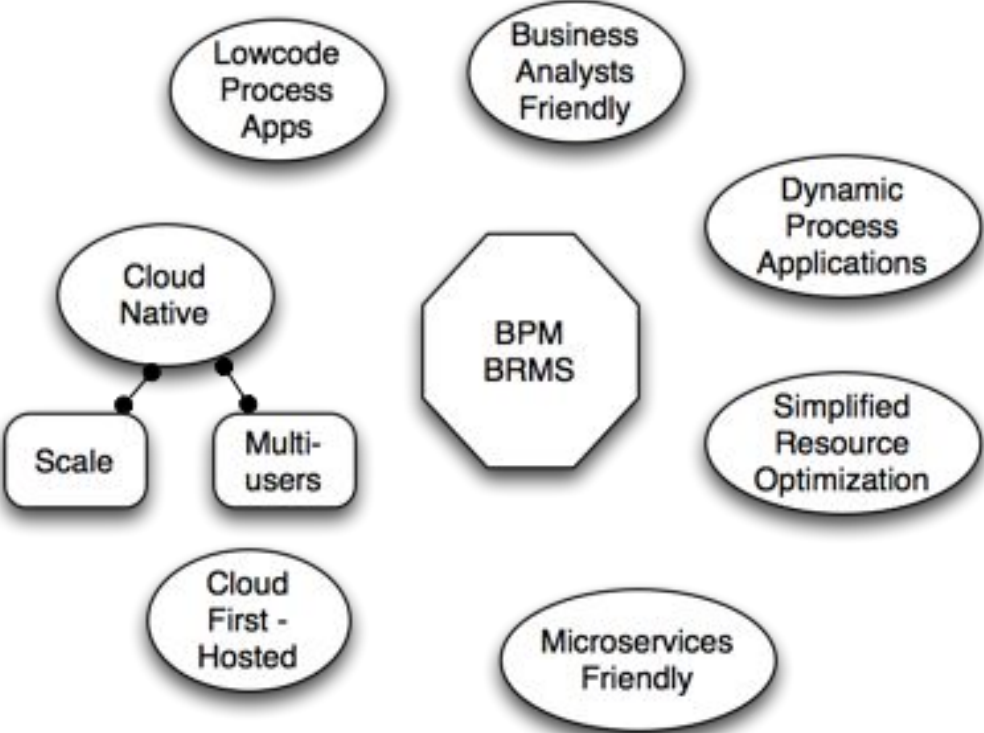 Lowcode
Process
Apps
Business
Analysts
Friendly
Dynamic
Process
Applications
Cloud
Native
BPM
BRMS
Scale
Multi-
users
Simplified
Resource
Optimization
Cloud
First -
Hosted
Microservices
Friendly